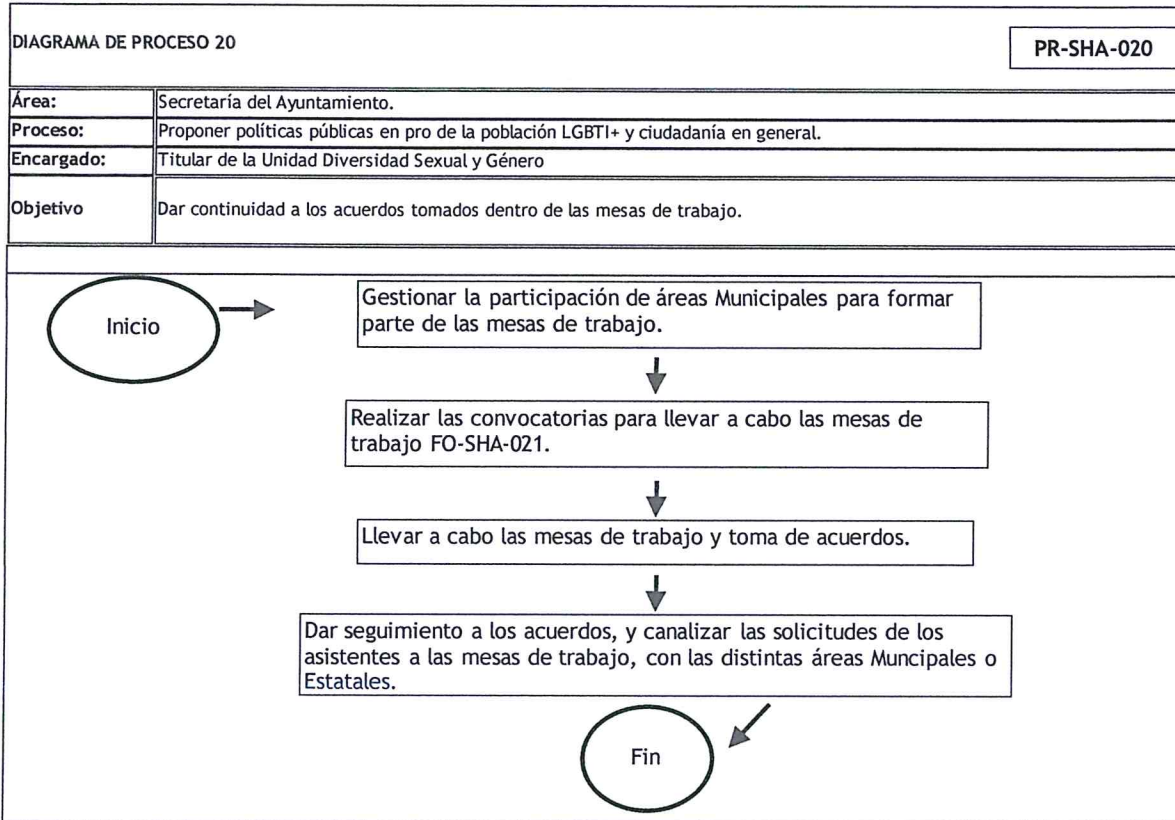 DIAGRAMA DE PROCESO 20
PR-SHA-020
Área: Secretaría del Ayuntamiento.
Proceso: Proponer políticas públicas en pro de la población LGBTI+ y ciudadanía en general.
Encargado: Titular de la Unidad Diversidad Sexual y Género
Objetivo Dar continuidad a los acuerdos tomados dentro de las mesas de trabajo.
Inicio
Gestionar la participación de áreas Municipales para formar
parte de las mesas de trabajo.
Realizar las convocatorias para llevar a cabo las mesas de
trabajo FO-SHA-021.
Llevar a cabo las mesas de trabajo y toma de acuerdos.
Dar seguimiento a los acuerdos, y canalizar las solicitudes de los
asistentes a las mesas de trabajo, con las distintas áreas Muncipales o
Estatales.
Fin